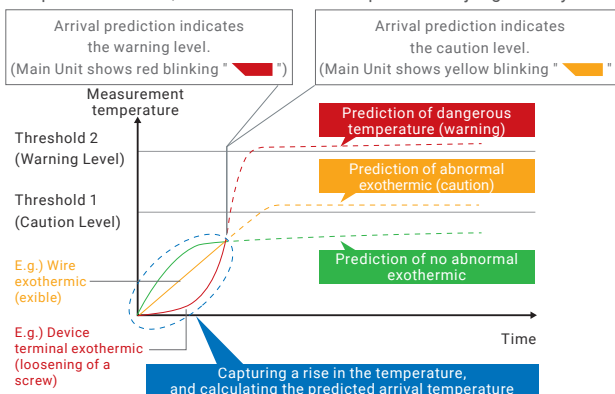 Arrival prediction indicates
the warning level.
(Main Unit shows red blinking " ")
Arrival prediction indicates
the caution level.
(Main Unit shows yellow blinking " ")
Measurement
temperature
Threshold 2
(Warning Level)
Threshold 1
(Caution Level)
Prediction of dangerous
temperature (warning)
Prediction of abnormal
exothermic (caution)
Prediction of no abnormal
exothermic
E.g.) Wire
exothermic
(exible)
E.g.) Device
terminal exothermic
(loosening of a
screw)
Time
Capturing a rise in the temperature,
and calculating the predicted arrival temperature